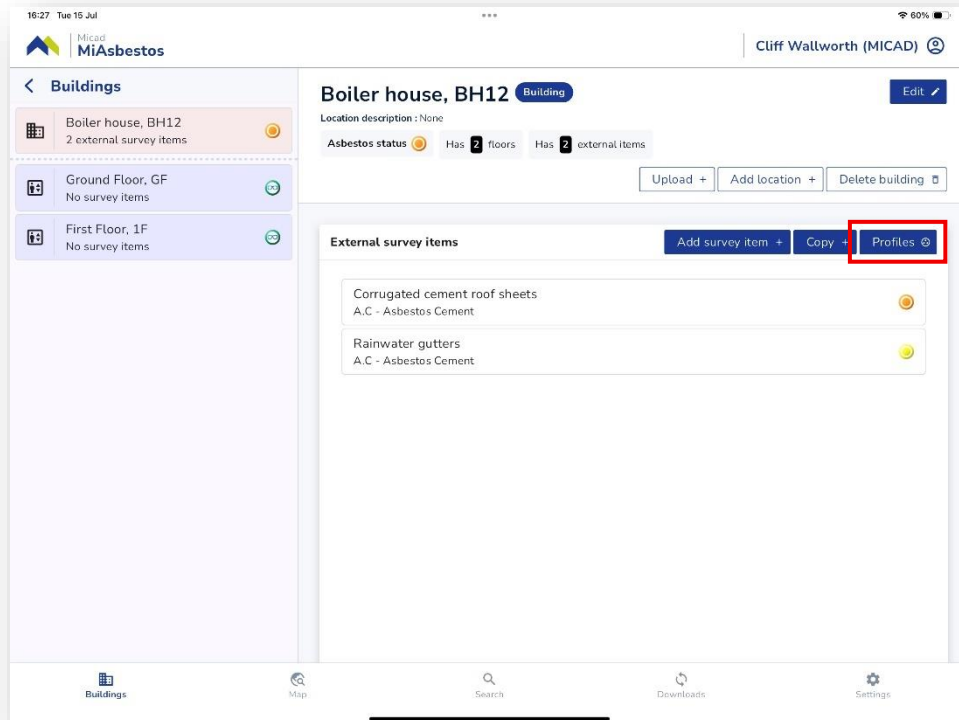 16:27 Tue 15 Jul
60%
Micad
MiAsbestos
Cliff Wallworth (MICAD)
Buildings
Boiler house, BH12
2 external survey items
Ground Floor, GF
No survey items
First Floor, 1F
No survey items
Boiler house, BH12 Building
Edit
Location description : None
Asbestos status Has 2 floors Has 2 external items
Upload + Add location + Delete building
External survey items
Add survey item + Copy + Profiles
Corrugated cement roof sheets
A.C - Asbestos Cement
Rainwater gutters
A.C - Asbestos Cement
Buildings Map Search Downloads Settings